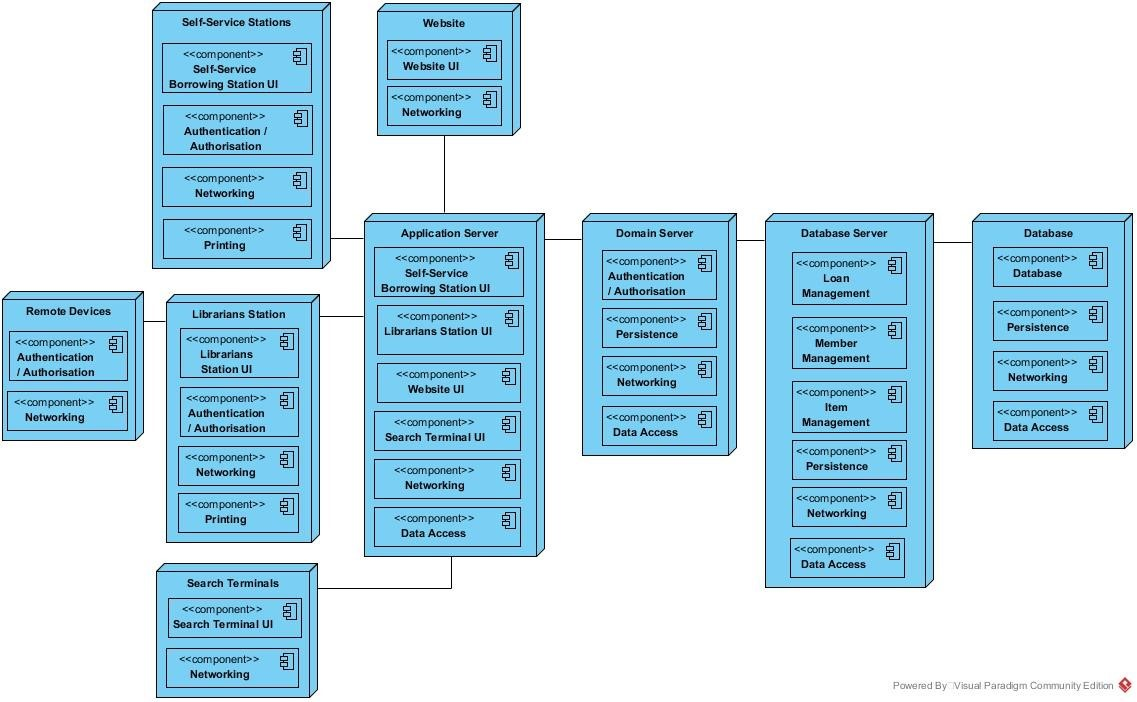 Self-Service Stations
<<component>>
Self-Service
Borrowing Station UI
<<component>>
Authentication /
Authorisation
<<component>>
Networking
<<component>>
Printing
Website
<<component>>
Website UI
<<component>>
Networking
Remote Devices
<<component>>
Authentication
/ Authorisation
<<component>>
Networking
Librarians Station
<<component>>
Librarians
Station UI
<<component>>
Authentication
/ Authorisation
<<component>>
Networking
<<component>>
Printing
Application Server
<<component>>
Self-Service
Borrowing Station UI
<<component>>
Librarians Station UI
<<component>>
Website UI
<<component>>
Search Terminal UI
<<component>>
Networking
<<component>>
Data Access
Domain Server
<<component>>
Authentication
/ Authorisation
<<component>>
Persistence
<<component>>
Networking
<<component>>
Data Access
Database Server
<<component>>
Loan
Management
<<component>>
Member
Management
<<component>>
Item
Management
<<component>>
Persistence
<<component>>
Networking
<<component>>
Data Access
Database
<<component>>
Database
<<component>>
Persistence
<<component>>
Networking
<<component>>
Data Access
Search Terminals
<<component>>
Search Terminal UI
<<component>>
Networking
Powered By Visual Paradigm Community Edition